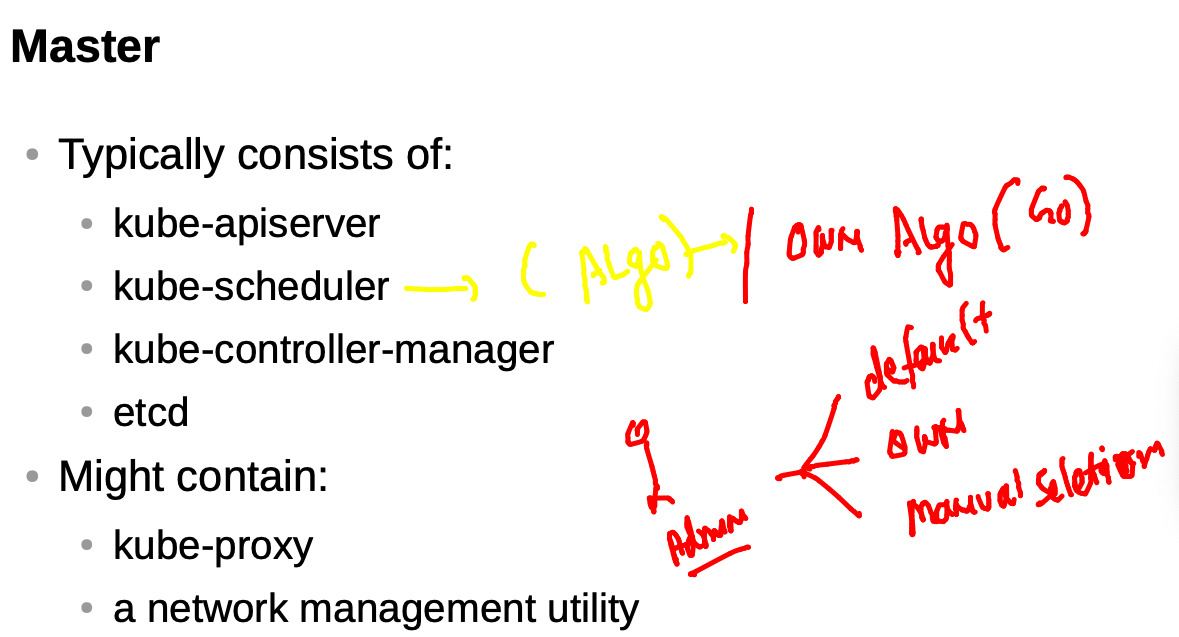 Master
Typically consists of:
kube-apiserver
kube-scheduler → (ALgo) → | OWN Algo (GO)
kube-controller-manager
default
etcd
OWN
Admin
Manual Seletion
Might contain:
kube-proxy
a network management utility